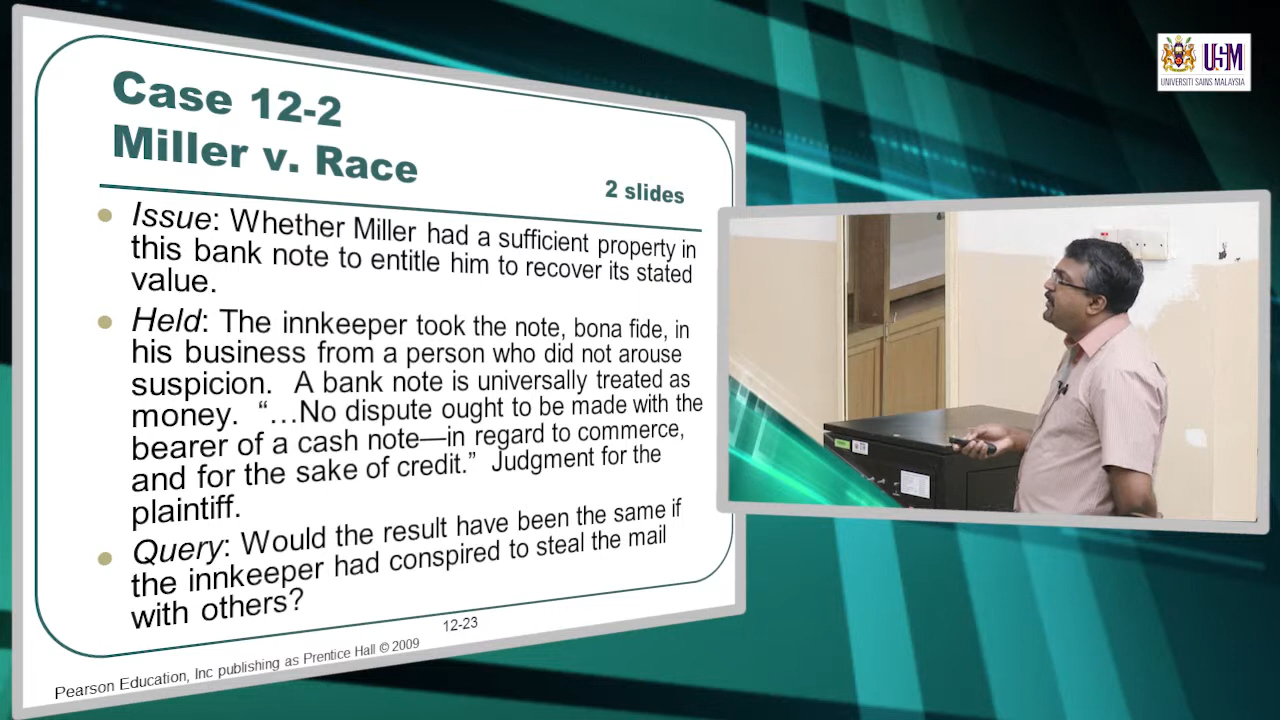 Case 12-2
Miller v. Race
2 slides
Issue: Whether Miller had a sufficient property in
this bank note to entitle him to recover its stated
value.
Held: The innkeeper took the note, bona fide, in
his business from a person who did not arouse
suspicion. A bank note is universally treated as
money. “…No dispute ought to be made with the
bearer of a cash note—in regard to commerce,
and for the sake of credit.” Judgment for the
plaintiff.
Query: Would the result have been the same if
the innkeeper had conspired to steal the mail
with others?
12-23
Pearson Education, Inc publishing as Prentice Hall © 2009
USM
UNIVERSITI SAINS MALAYSIA